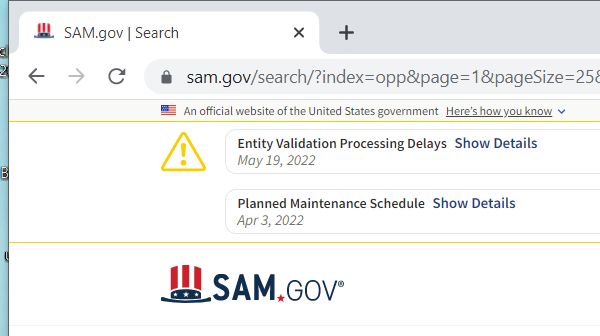 SAM.gov | Search
sam.gov/search/?index=opp&page=1&pageSize=25&
An official website of the United States government Here's how you know
Entity Validation Processing Delays Show Details
May 19, 2022
Planned Maintenance Schedule Show Details
Apr 3, 2022
SAM.GOV®